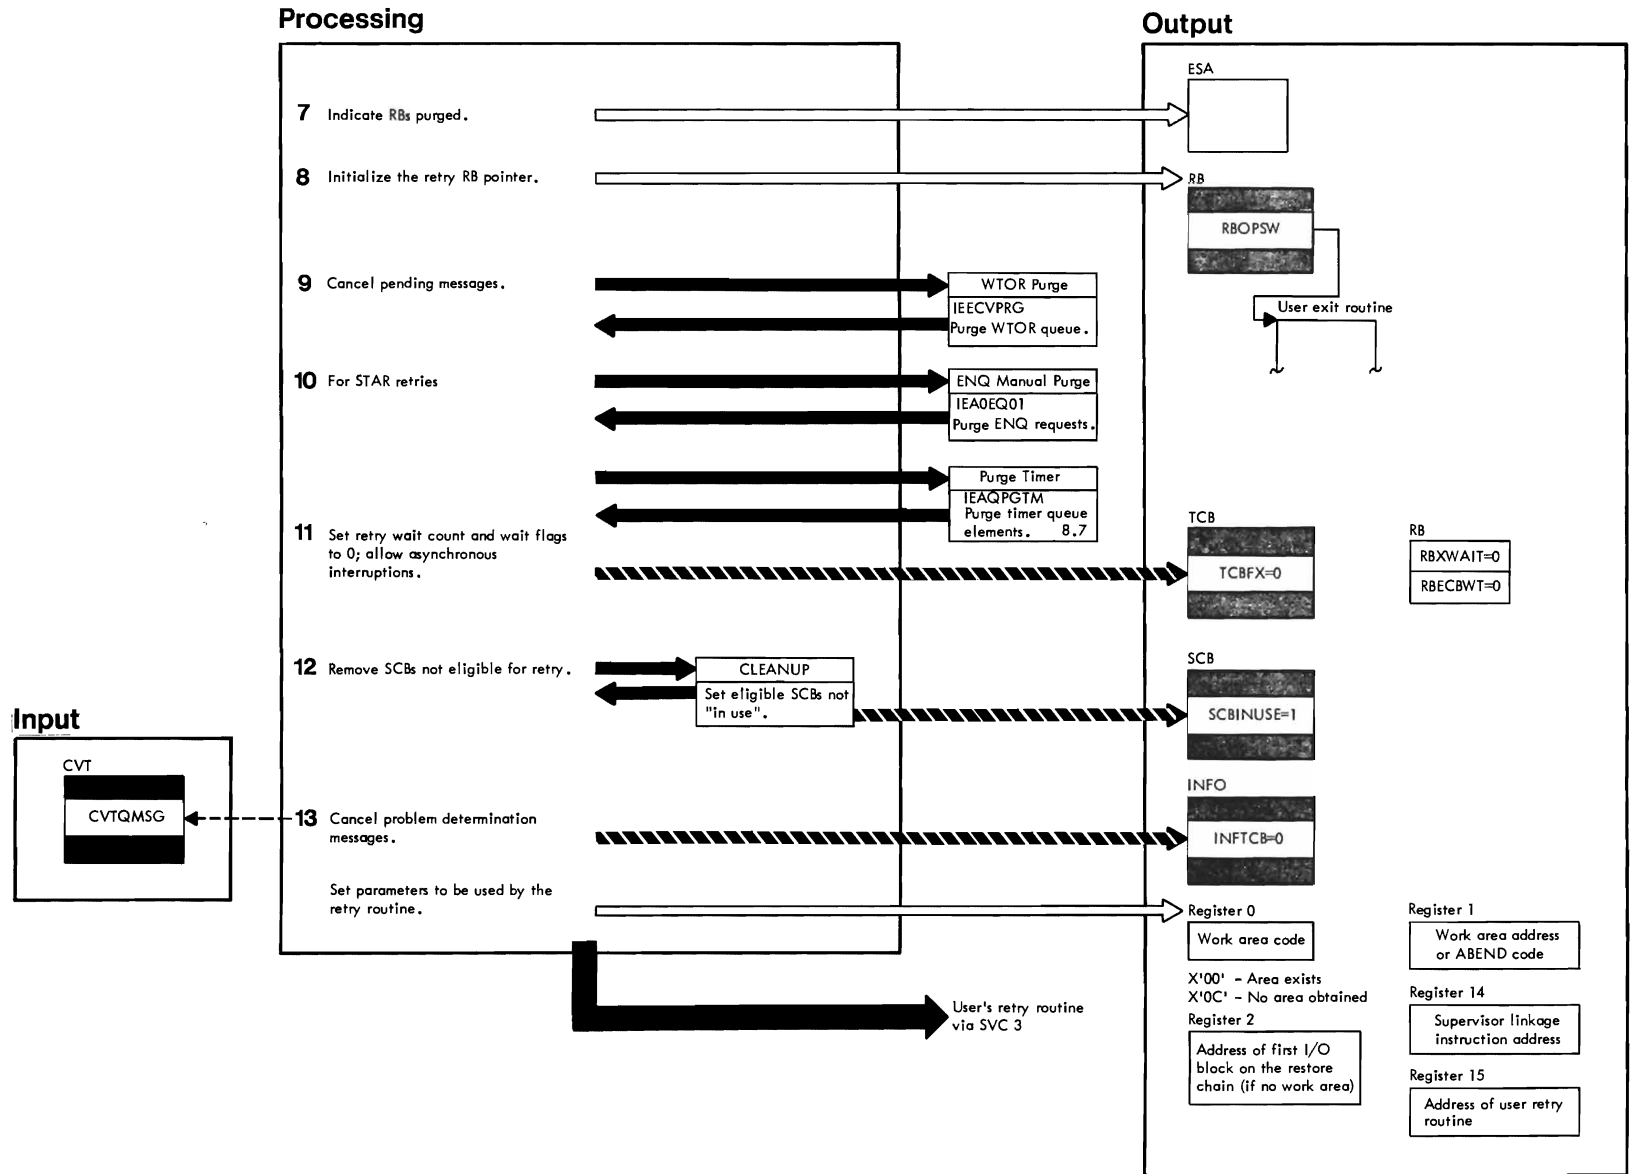 Processing
Output
ESA
7 Indicate RBs purged.
8 Initialize the retry RB pointer.
RB
RBOPSW
User exit routine
9 Cancel pending messages.
WTOR Purge
IEECVPRG
Purge WTOR queue.
10 For STAR retries
ENQ Manual Purge
IEA0EQ01
Purge ENQ requests.
Purge Timer
IEAQPGTM
Purge timer queue
elements. 8.7
11 Set retry wait count and wait flags
to 0; allow asynchronous
interruptions.
TCB
TCBFX=0
RB
RBXWAIT=0
RBECBWT=0
12 Remove SCBs not eligible for retry.
CLEANUP
Set eligible SCBs not
"in use".
SCB
SCBINUSE=1
Input
CVT
CVTQMSG
13 Cancel problem determination
messages.
INFO
INFTCB=0
Set parameters to be used by the
retry routine.
Register 0
Work area code
X'00' - Area exists
X'0C' - No area obtained
Register 2
Address of first I/O
block on the restore
chain (if no work area)
Register 1
Work area address
or ABEND code
Register 14
Supervisor linkage
instruction address
Register 15
Address of user retry
routine
User's retry routine
via SVC 3